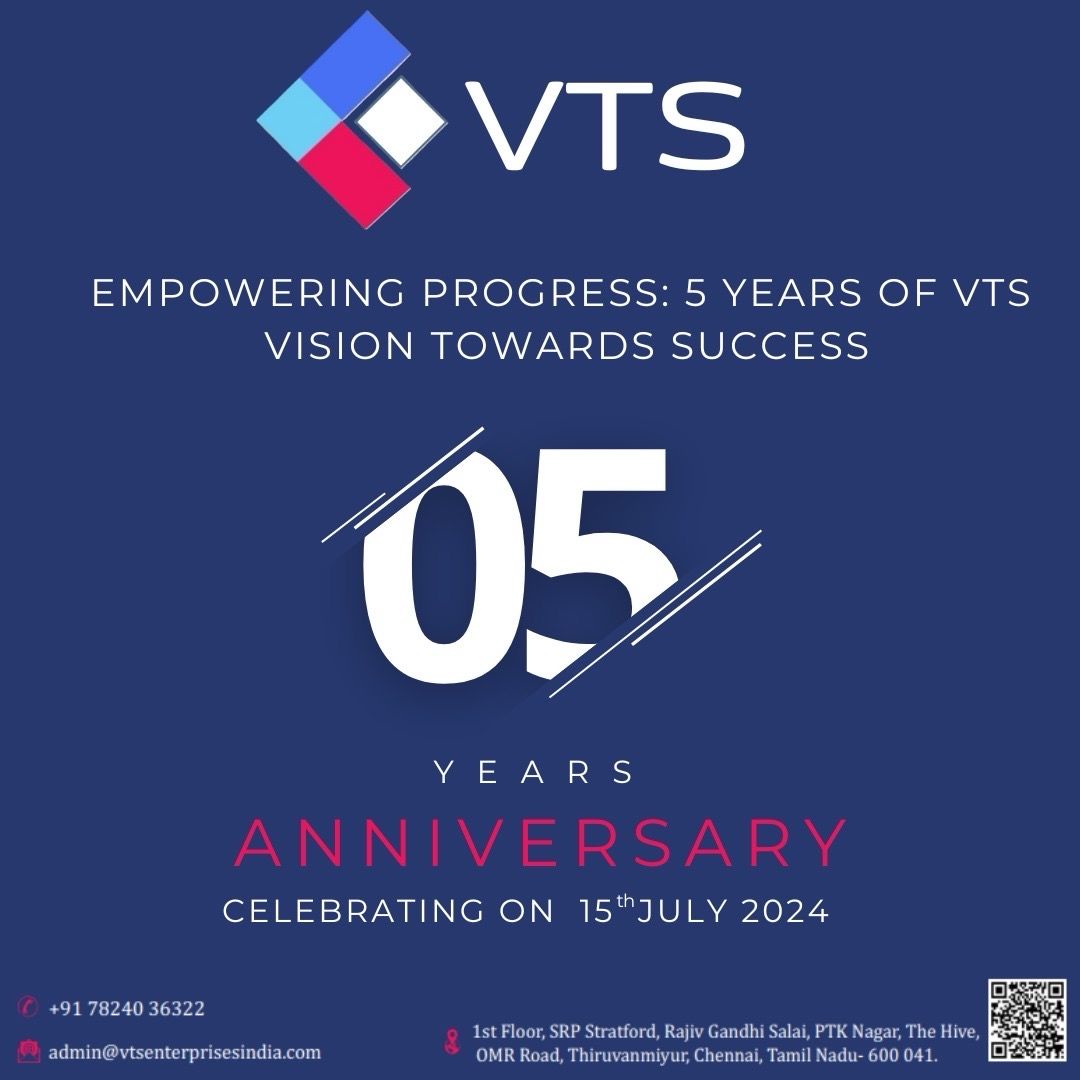 VTS
EMPOWERING PROGRESS: 5 YEARS OF VTS
VISION TOWARDS SUCCESS
05
YEARS
ANNIVERSARY
CELEBRATING ON 15th JULY 2024
+91 78240 36322
admin@vtsenterprisesindia.com
1st Floor, SRP Stratford, Rajiv Gandhi Salai, PTK Nagar, The Hive,
OMR Road, Thiruvanmiyur, Chennai, Tamil Nadu- 600 041.